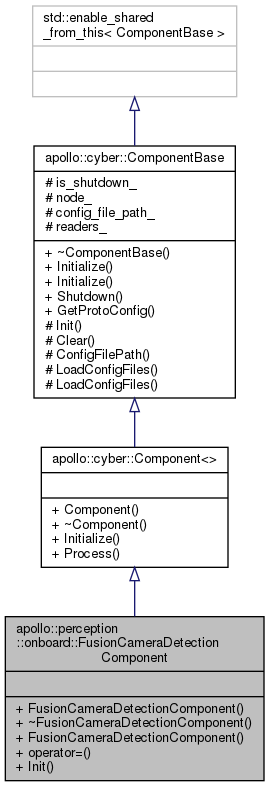 std::enable_shared
_from_this< ComponentBase >
apollo::cyber::ComponentBase
# is_shutdown_
# node_
# config_file_path_
# readers_
+ ~ComponentBase()
+ Initialize()
+ Initialize()
+ Shutdown()
+ GetProtoConfig()
# Init()
# Clear()
# ConfigFilePath()
# LoadConfigFiles()
# LoadConfigFiles()
apollo::cyber::Component<>
+ Component()
+ ~Component()
+ Initialize()
+ Process()
apollo::perception
::onboard::FusionCameraDetection
Component
+ FusionCameraDetectionComponent()
+ ~FusionCameraDetectionComponent()
+ FusionCameraDetectionComponent()
+ operator=()
+ Init()